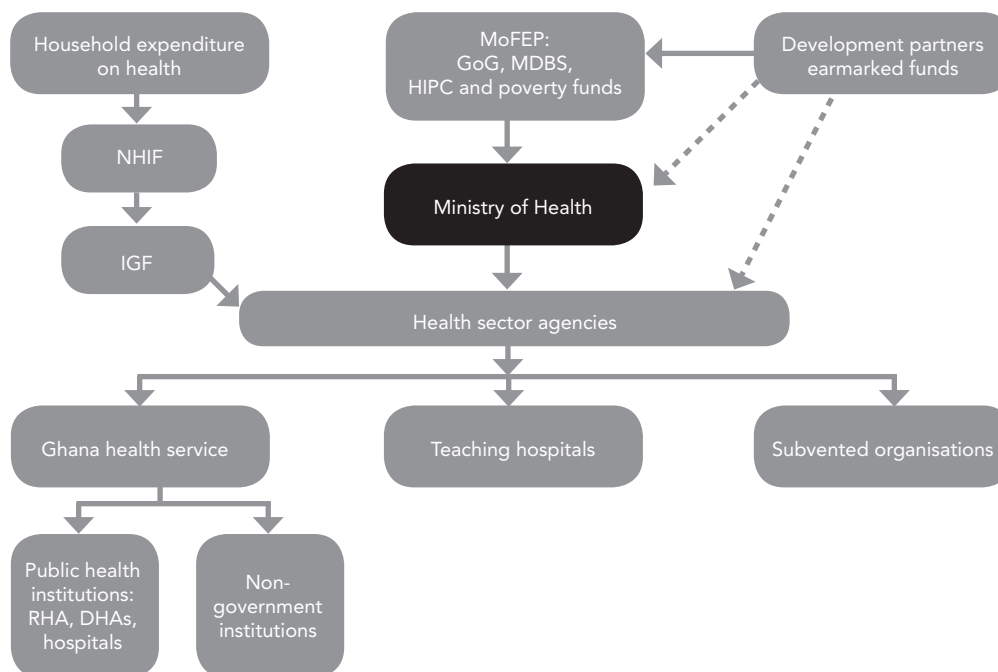 Household expenditure
on health
MoFEP:
GoG, MDBS,
HIPC and poverty funds
Development partners
earmarked funds
NHIF
Ministry of Health
IGF
Health sector agencies
Ghana health service
Teaching hospitals
Subvented organisations
Public health
institutions:
RHA, DHAs,
hospitals
Non-
government
institutions